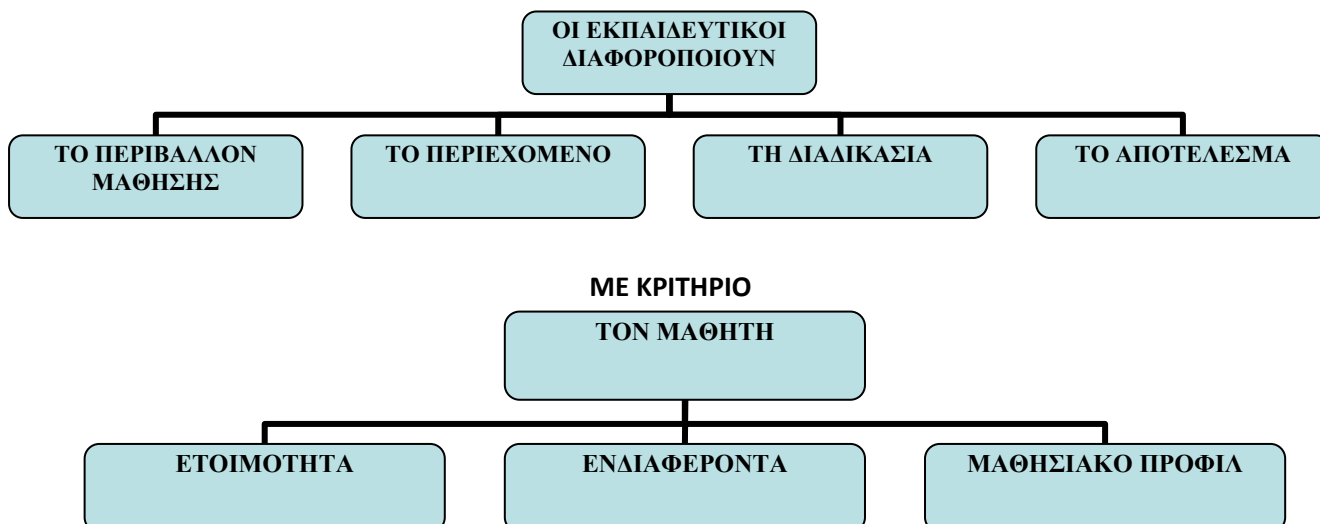 ΟΙ ΕΚΠΑΙΔΕΥΤΙΚΟΙ
ΔΙΑΦΟΡΟΠΟΙΟΥΝ
ΤΟ ΠΕΡΙΒΑΛΛΟΝ
ΜΑΘΗΣΗΣ
ΤΟ ΠΕΡΙΕΧΟΜΕΝΟ
ΤΗ ΔΙΑΔΙΚΑΣΙΑ
ΤΟ ΑΠΟΤΕΛΕΣΜΑ
ΜΕ ΚΡΙΤΗΡΙΟ
ΤΟΝ ΜΑΘΗΤΗ
ΕΤΟΙΜΟΤΗΤΑ
ΕΝΔΙΑΦΕΡΟΝΤΑ
ΜΑΘΗΣΙΑΚΟ ΠΡΟΦΙΛ